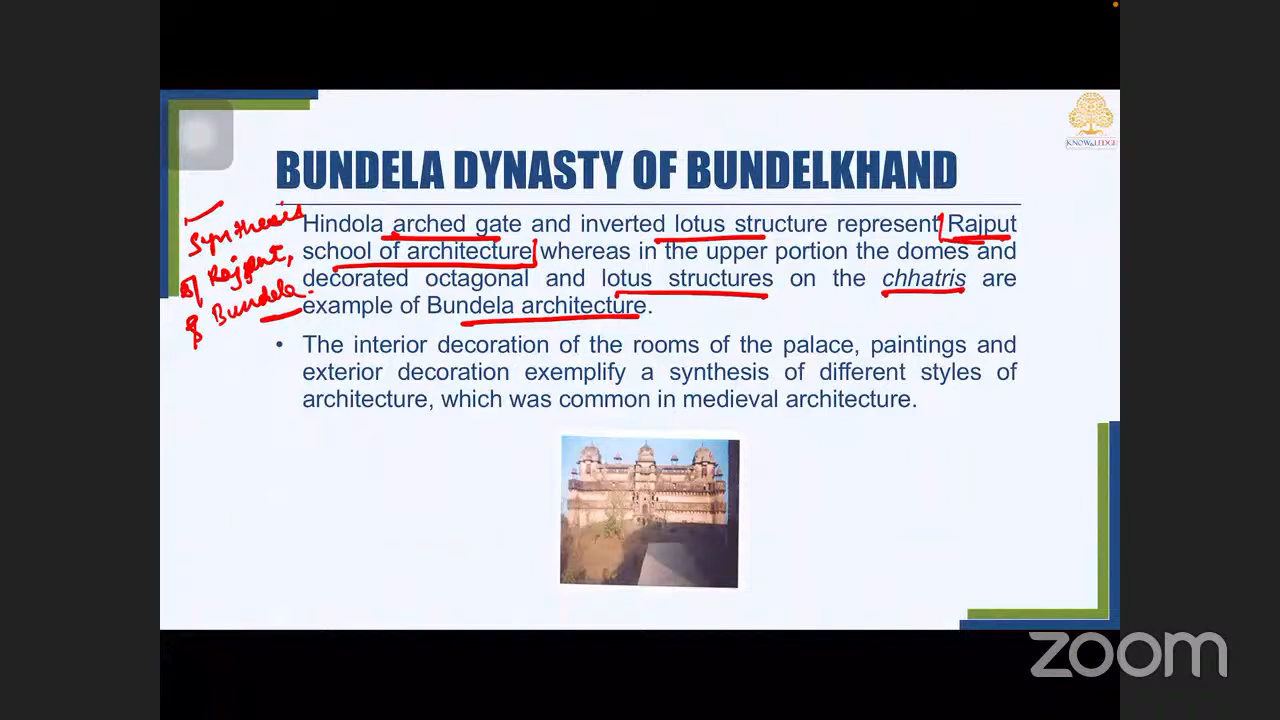 KNOWLEDGE
BUNDELA DYNASTY OF BUNDELKHAND
Synthesis
of Rajput,
& Bundela.
Hindola arched gate and inverted lotus structure represent Rajput
school of architecture whereas in the upper portion the domes and
decorated octagonal and lotus structures on the chhatris are
example of Bundela architecture.
• The interior decoration of the rooms of the palace, paintings and
exterior decoration exemplify a synthesis of different styles of
architecture, which was common in medieval architecture.
zoom